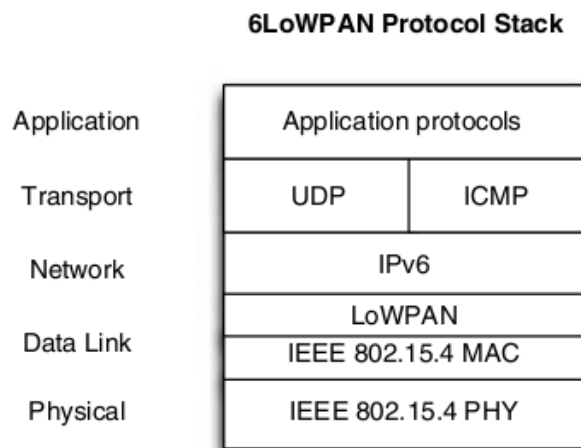 6LoWPAN Protocol Stack
Application Application protocols
Transport UDP ICMP
Network IPv6
LoWPAN
Data Link
IEEE 802.15.4 MAC
Physical IEEE 802.15.4 PHY